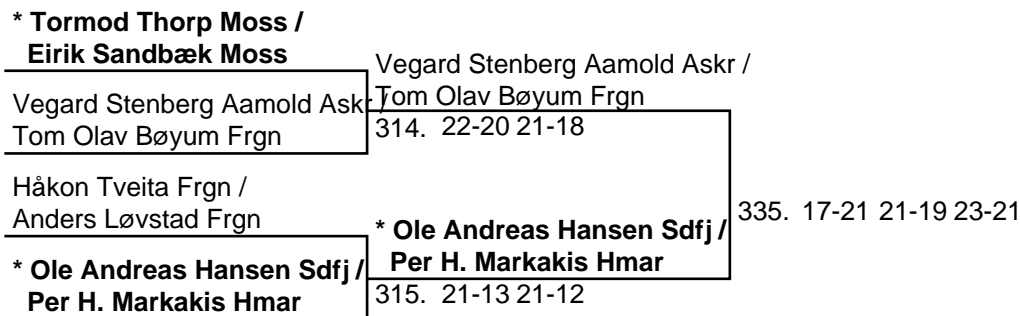 * Tormod Thorp Moss /
Eirik Sandbæk Moss
Vegard Stenberg Aamold Askr /
Tom Olav Bøyum Frgn
Håkon Tveita Frgn /
Anders Løvstad Frgn
* Ole Andreas Hansen Sdfj /
Per H. Markakis Hmar
Vegard Stenberg Aamold Askr /
Tom Olav Bøyum Frgn
314. 22-20 21-18
* Ole Andreas Hansen Sdfj /
Per H. Markakis Hmar
315. 21-13 21-12
335. 17-21 21-19 23-21